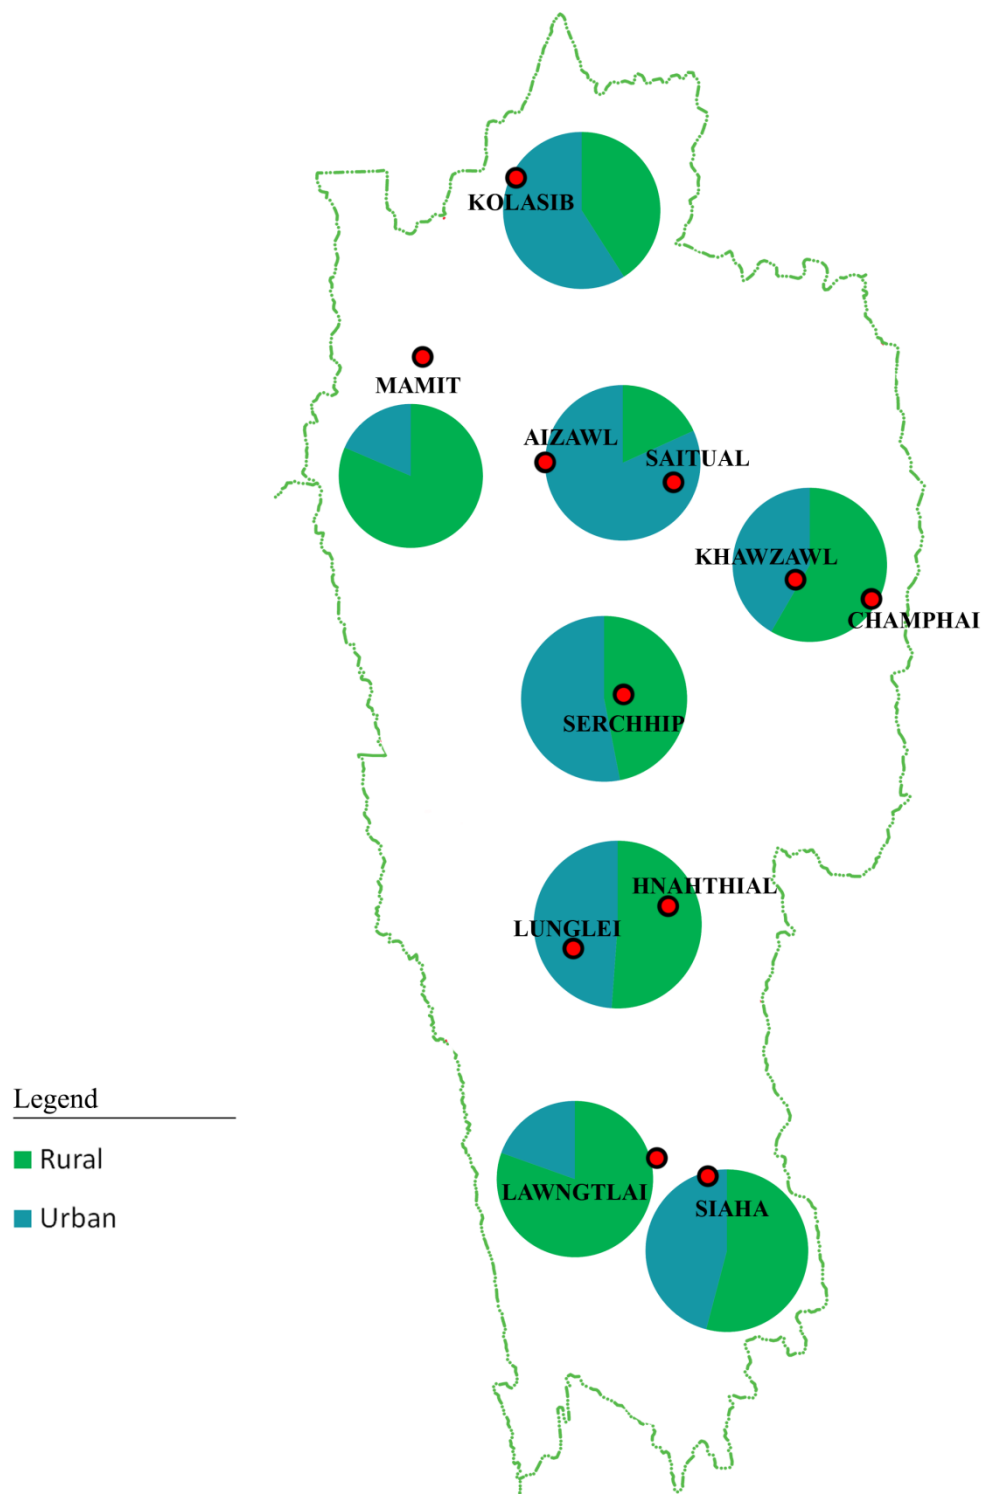 KOLASIB
MAMIT
AIZAWL
SAITUAL
KHAWZAWL
CHAMPHAI
SERCHHIP
HNAHTHIAL
LUNGLEI
Legend
Rural
Urban
LAWNGTLAI
SIAHA